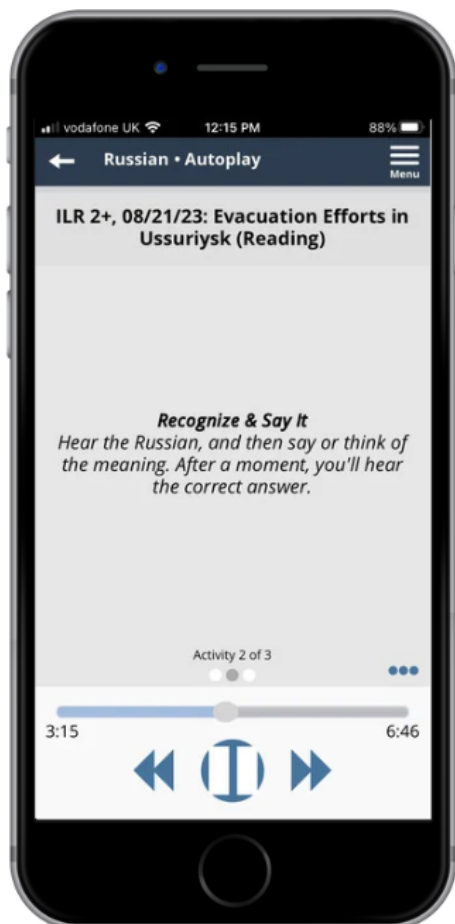 vodafone UK 12:15 PM 88%
Russian • Autoplay
Menu
ILR 2+, 08/21/23: Evacuation Efforts in
Ussuriysk (Reading)
Recognize & Say It
Hear the Russian, and then say or think of
the meaning. After a moment, you'll hear
the correct answer.
Activity 2 of 3
3:15 6:46